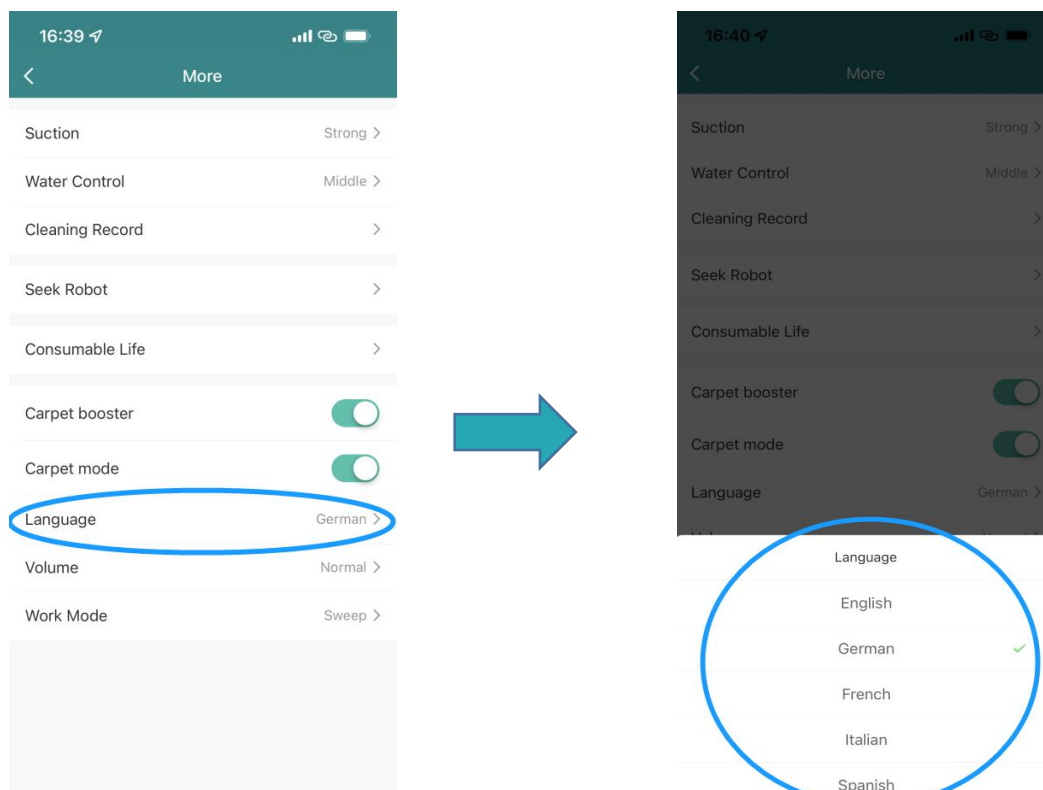 16:39
More
Suction Strong
Water Control Middle
Cleaning Record
Seek Robot
Consumable Life
Carpet booster
Carpet mode
Language German
Volume Normal
Work Mode Sweep
16:40
More
Suction Strong
Water Control Middle
Cleaning Record
Seek Robot
Consumable Life
Carpet booster
Carpet mode
Language German
Language
English
German
French
Italian
Spanish